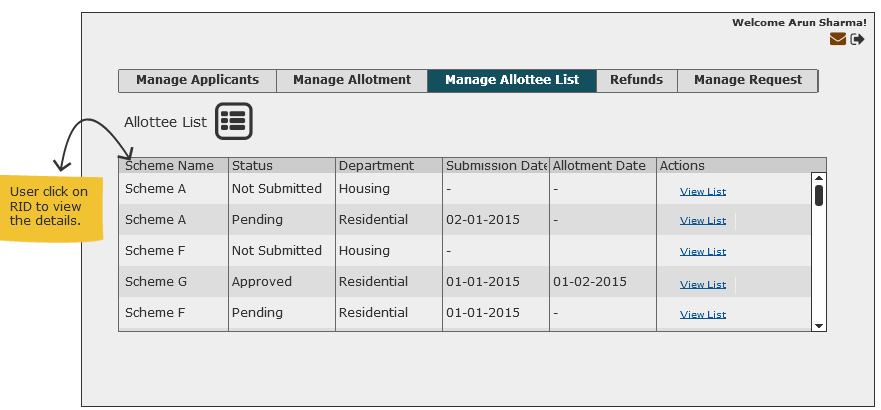 Welcome Arun Sharma!
Manage Applicants Manage Allotment Manage Allottee List Refunds Manage Request
Allottee List
Scheme Name Status Department Submission Date Allotment Date Actions
Scheme A Not Submitted Housing - - View List
Scheme A Pending Residential 02-01-2015 - View List
Scheme F Not Submitted Housing - View List
Scheme G Approved Residential 01-01-2015 01-02-2015 View List
Scheme F Pending Residential 01-01-2015 - View List
User click on
RID to view
the details.